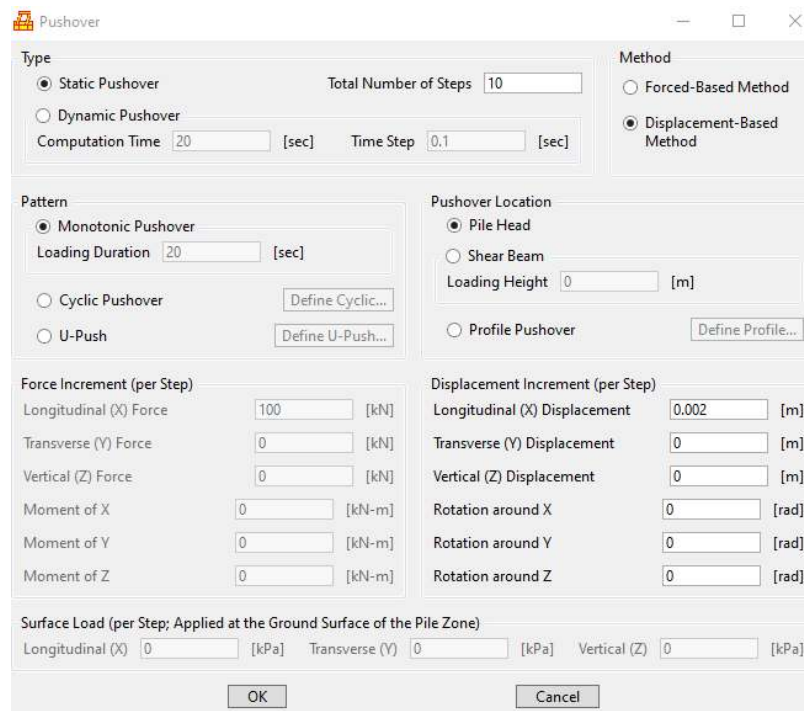 Pushover
Type
Static Pushover
Total Number of Steps 10
Dynamic Pushover
Computation Time 20 [sec] Time Step 0.1 [sec]
Method
Forced-Based Method
Displacement-Based
Method
Pattern
Monotonic Pushover
Loading Duration 20 [sec]
Cyclic Pushover Define Cyclic...
U-Push Define U-Push...
Pushover Location
Pile Head
Shear Beam
Loading Height 0 [m]
Profile Pushover Define Profile...
Force Increment (per Step)
Longitudinal (X) Force 100 [kN]
Transverse (Y) Force 0 [kN]
Vertical (Z) Force 0 [kN]
Moment of X 0 [kN-m]
Moment of Y 0 [kN-m]
Moment of Z 0 [kN-m]
Displacement Increment (per Step)
Longitudinal (X) Displacement 0.002 [m]
Transverse (Y) Displacement 0 [m]
Vertical (Z) Displacement 0 [m]
Rotation around X 0 [rad]
Rotation around Y 0 [rad]
Rotation around Z 0 [rad]
Surface Load (per Step; Applied at the Ground Surface of the Pile Zone)
Longitudinal (X) 0 [kPa] Transverse (Y) 0 [kPa] Vertical (Z) 0 [kPa]
OK Cancel